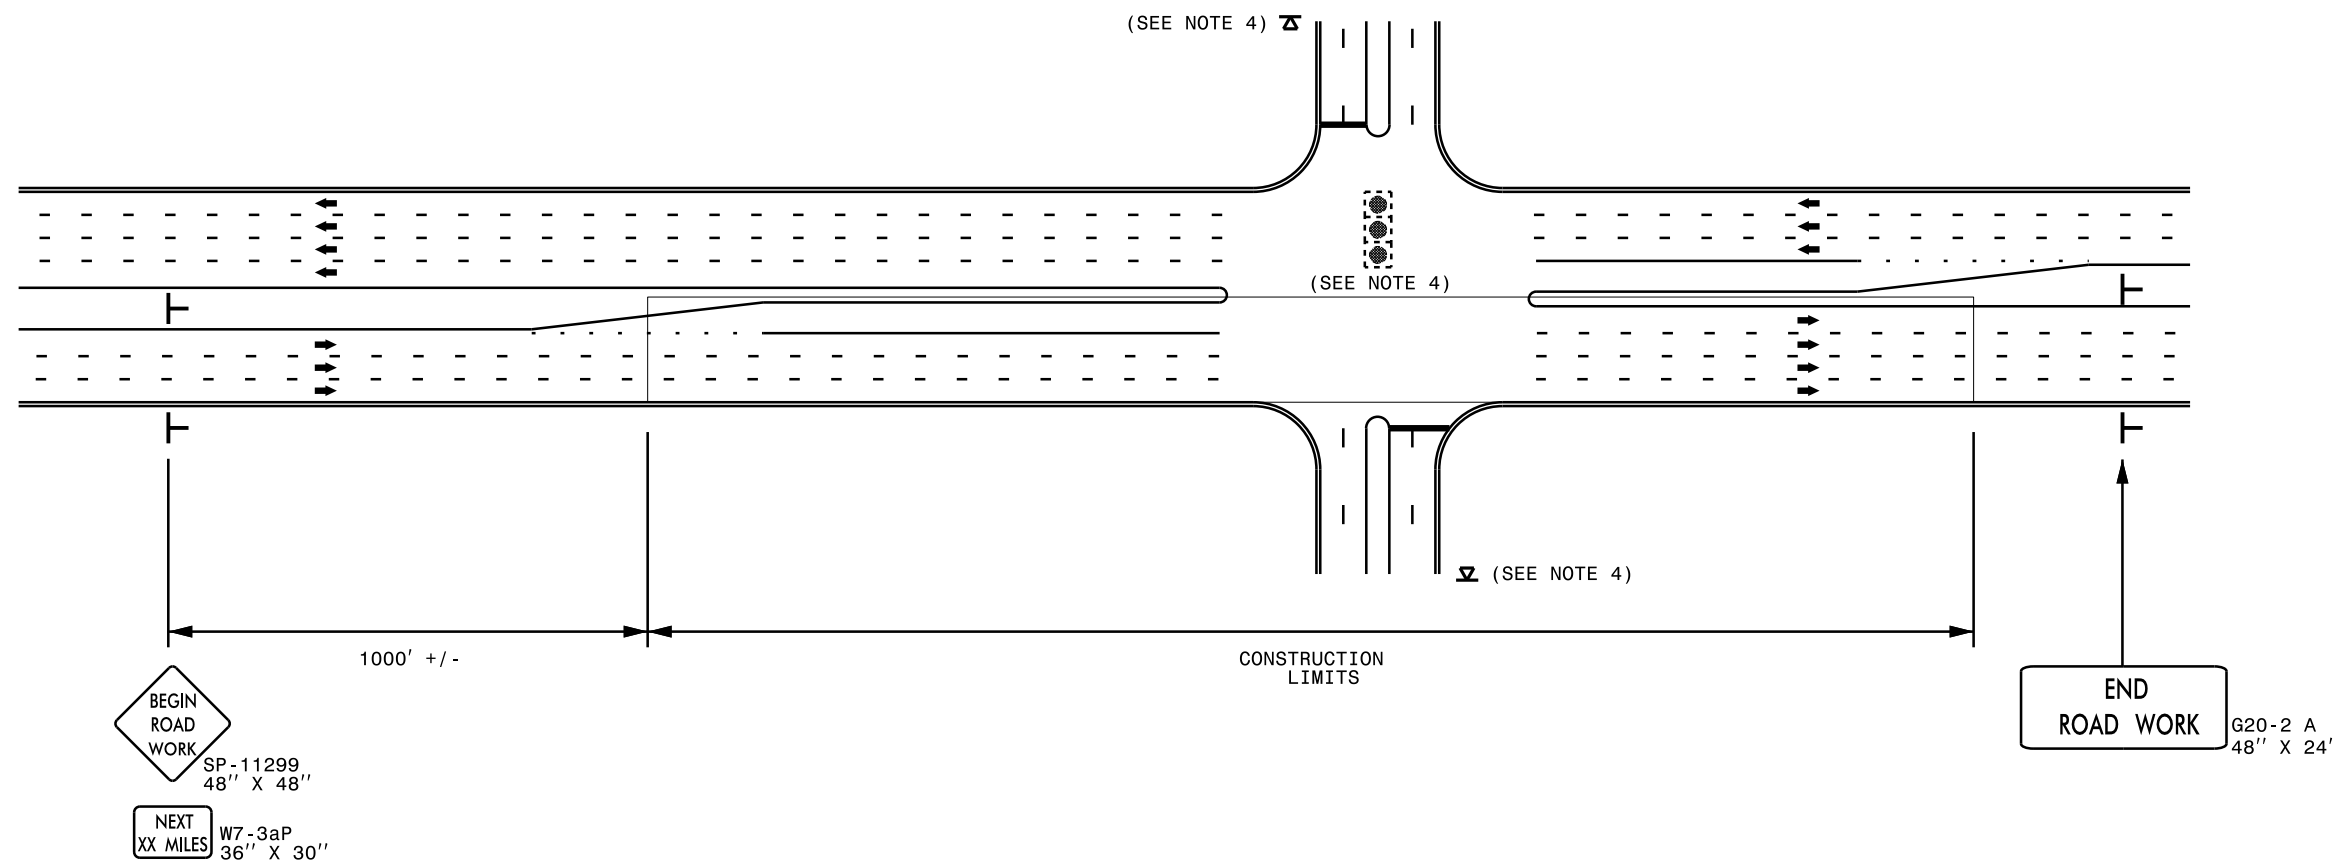 (SEE NOTE 4)
(SEE NOTE 4)
(SEE NOTE 4)
1000' +/-
CONSTRUCTION
LIMITS
BEGIN
ROAD
WORK
SP-11299
48'' X 48''
NEXT
XX MILES
W7-3aP
36'' X 30''
END
ROAD WORK
G20-2 A
48'' X 24'